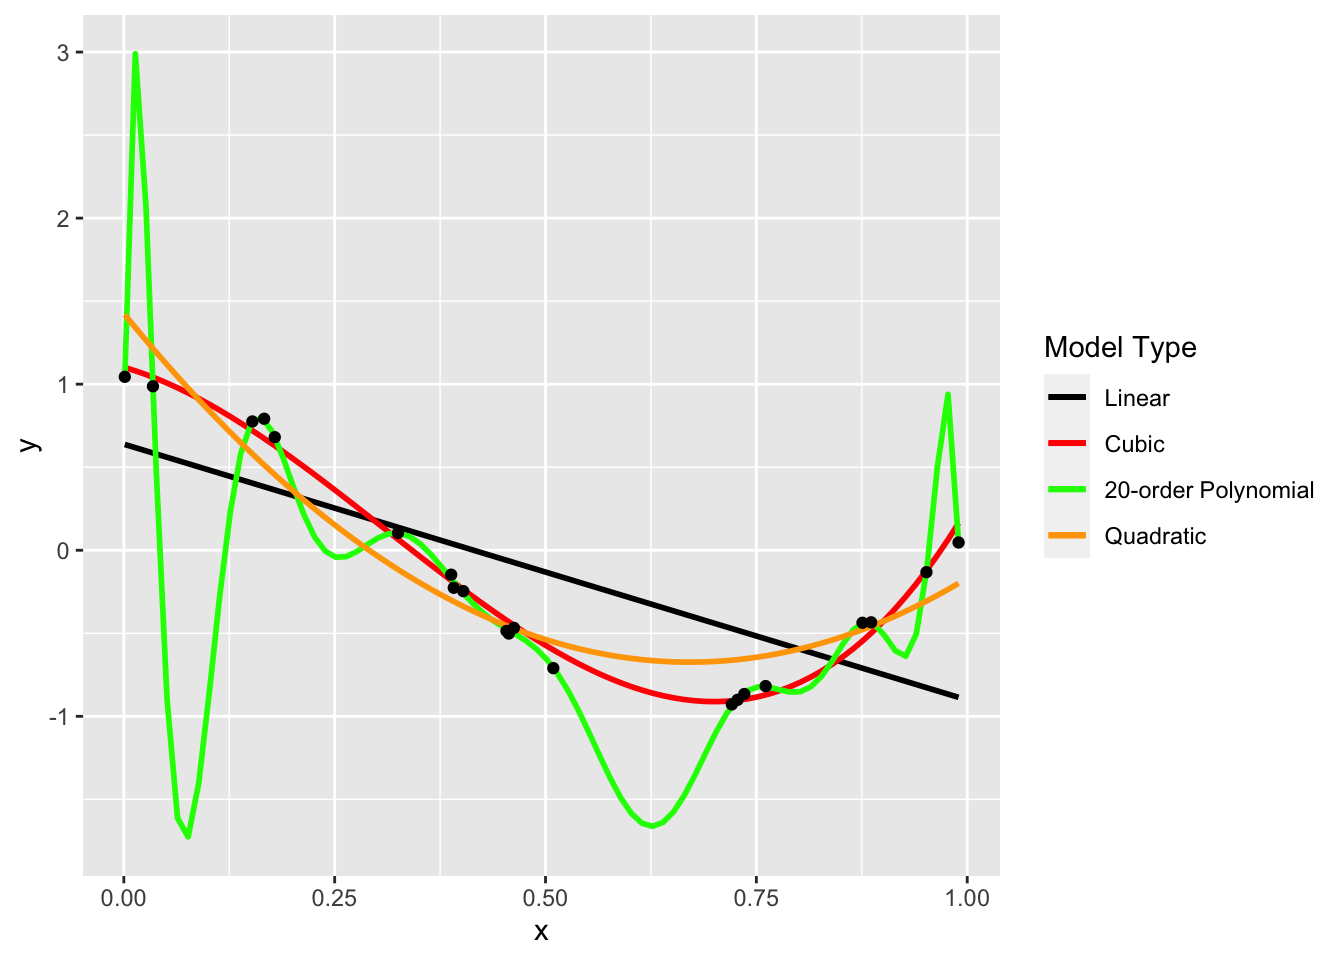 3
2
1
0
-1
y
0.00
0.25
0.50
0.75
1.00
x
Model Type
Linear
Cubic
20-order Polynomial
Quadratic